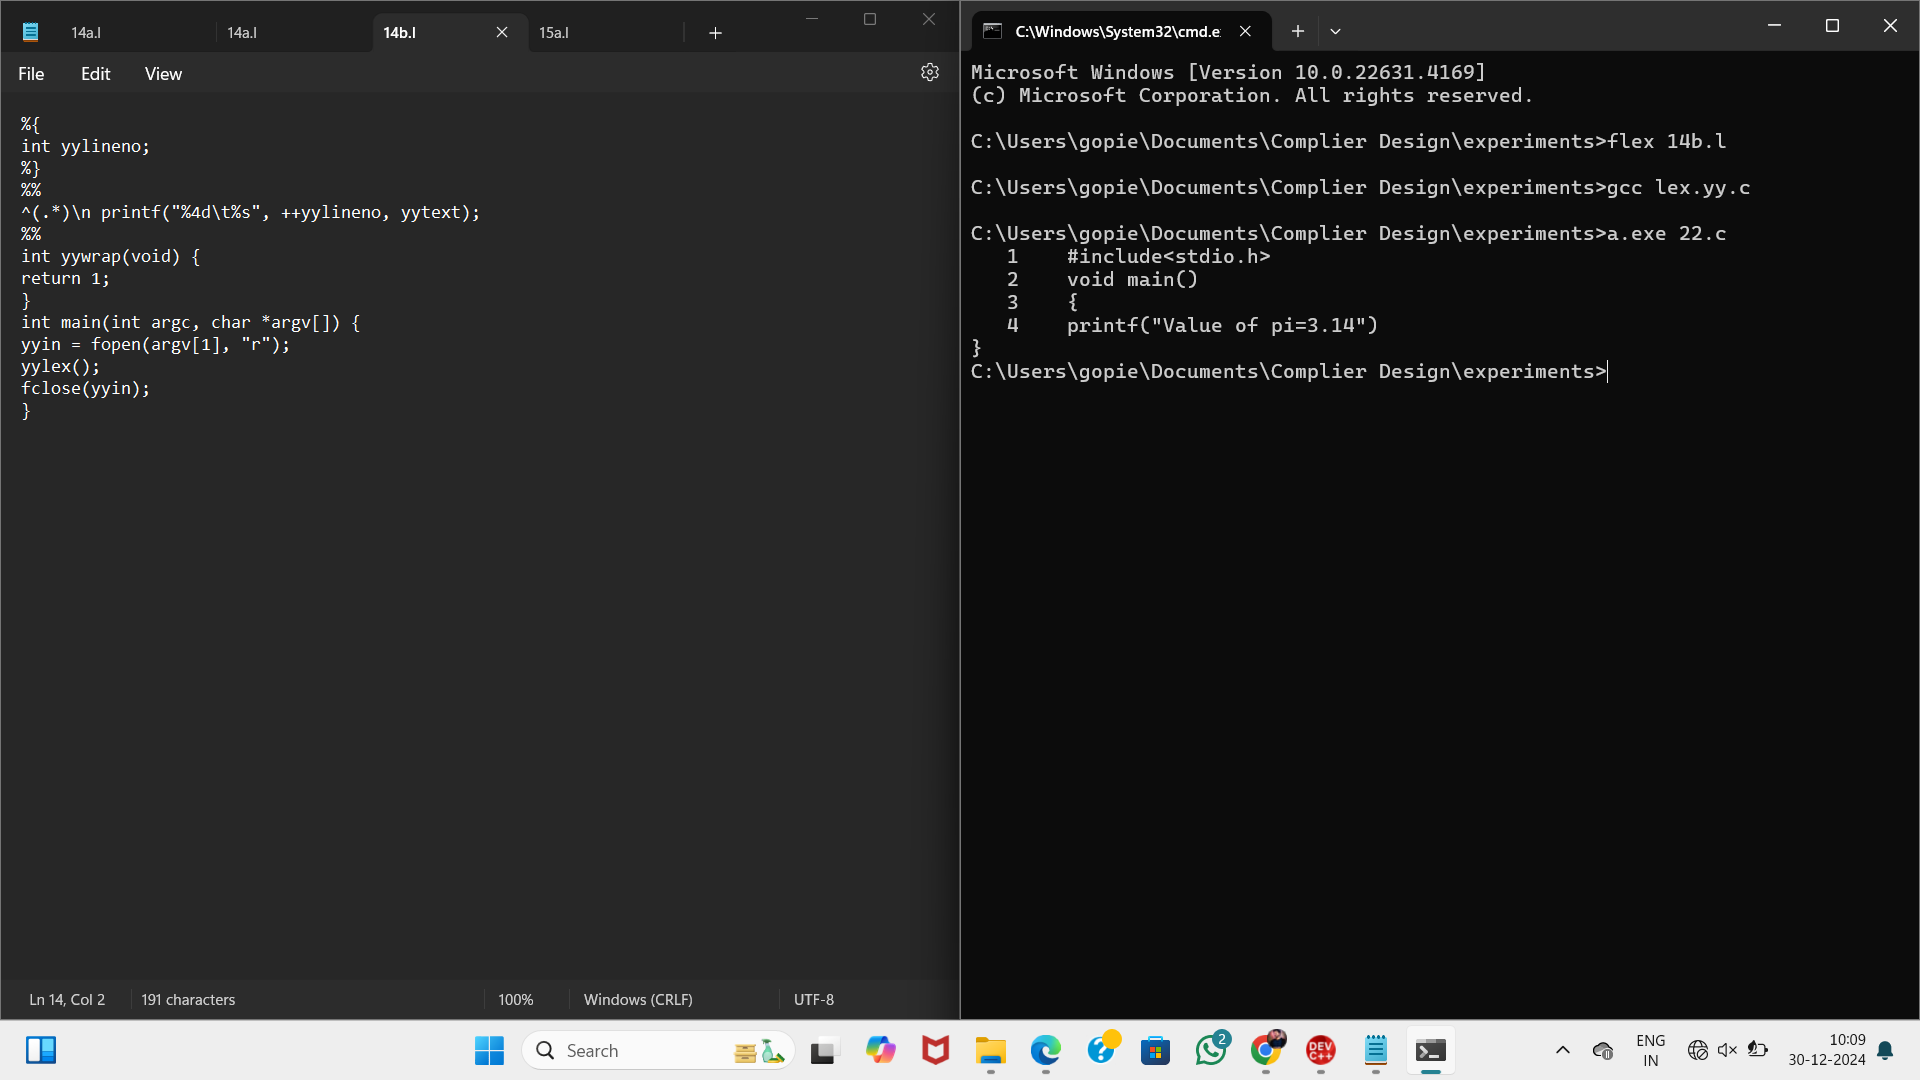 14a.l
14a.l
14b.l
15a.l
File
Edit
View
%{
int yylineno;
%}
%%
^(.*)\n printf("%4d\t%s", ++yylineno, yytext);
%%
int yywrap(void) {
return 1;
}
int main(int argc, char *argv[]) {
yyin = fopen(argv[1], "r");
yylex();
fclose(yyin);
}
Ln 14, Col 2
191 characters
100%
Windows (CRLF)
UTF-8
C:\Windows\System32\cmd.e
Microsoft Windows [Version 10.0.22631.4169]
(c) Microsoft Corporation. All rights reserved.
C:\Users\gopie\Documents\Complier Design\experiments>flex 14b.l
C:\Users\gopie\Documents\Complier Design\experiments>gcc lex.yy.c
C:\Users\gopie\Documents\Complier Design\experiments>a.exe 22.c
1 #include<stdio.h>
2 void main()
3 {
4 printf("Value of pi=3.14")
}
C:\Users\gopie\Documents\Complier Design\experiments>
Search
2
DEV
C++
ENG
IN
10:09
30-12-2024